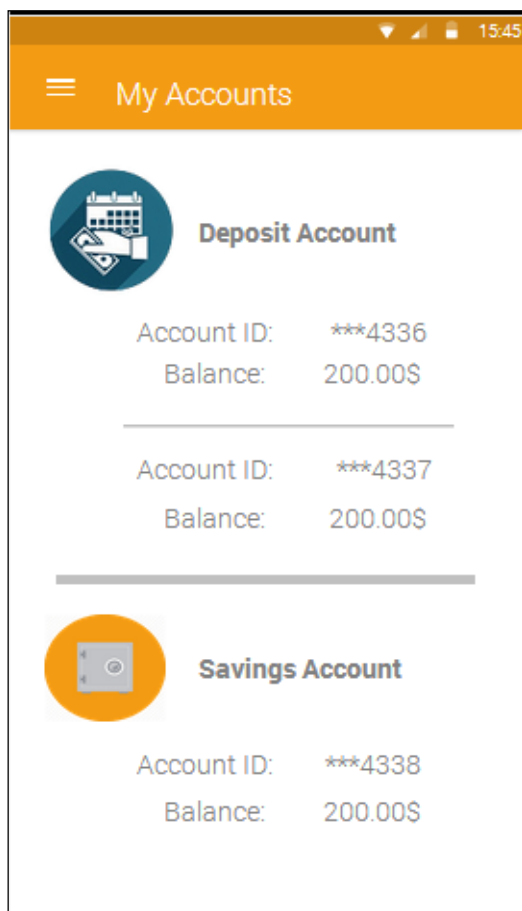 15:45
My Accounts
Deposit Account
Account ID: ***4336
Balance: 200.00$
Account ID: ***4337
Balance: 200.00$
Savings Account
Account ID: ***4338
Balance: 200.00$